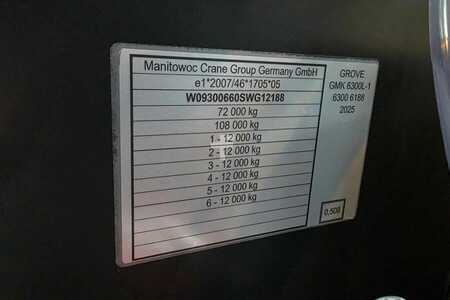 Manitowoc Crane Group Germany GmbH
e1*2007/46*1705*05
W09300660SWG12188
72 000 kg
108 000 kg
1 - 12 000 kg
2 - 12 000 kg
3 - 12 000 kg
4 - 12 000 kg
5 - 12 000 kg
6 - 12 000 kg
GROVE
GMK 6300L-1
6300 6188
2025
0,508